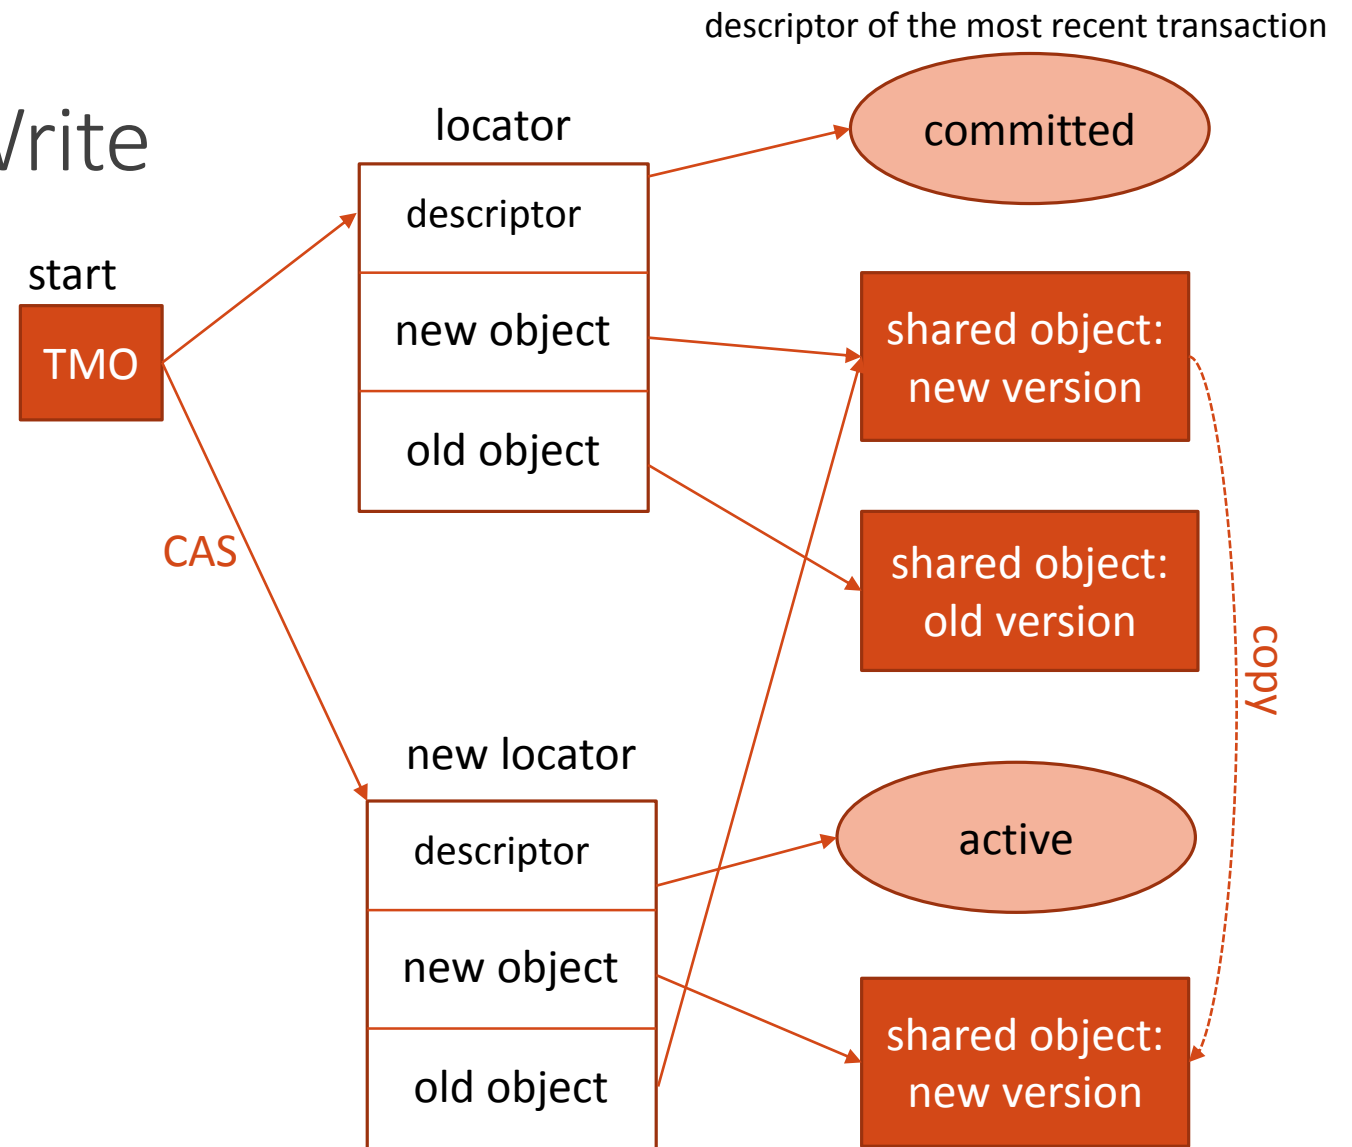 descriptor of the most recent transaction
Write
locator
committed
descriptor
start
TMO
new object
shared object:
new version
old object
CAS
shared object:
old version
copy
new locator
descriptor
active
new object
old object
shared object:
new version